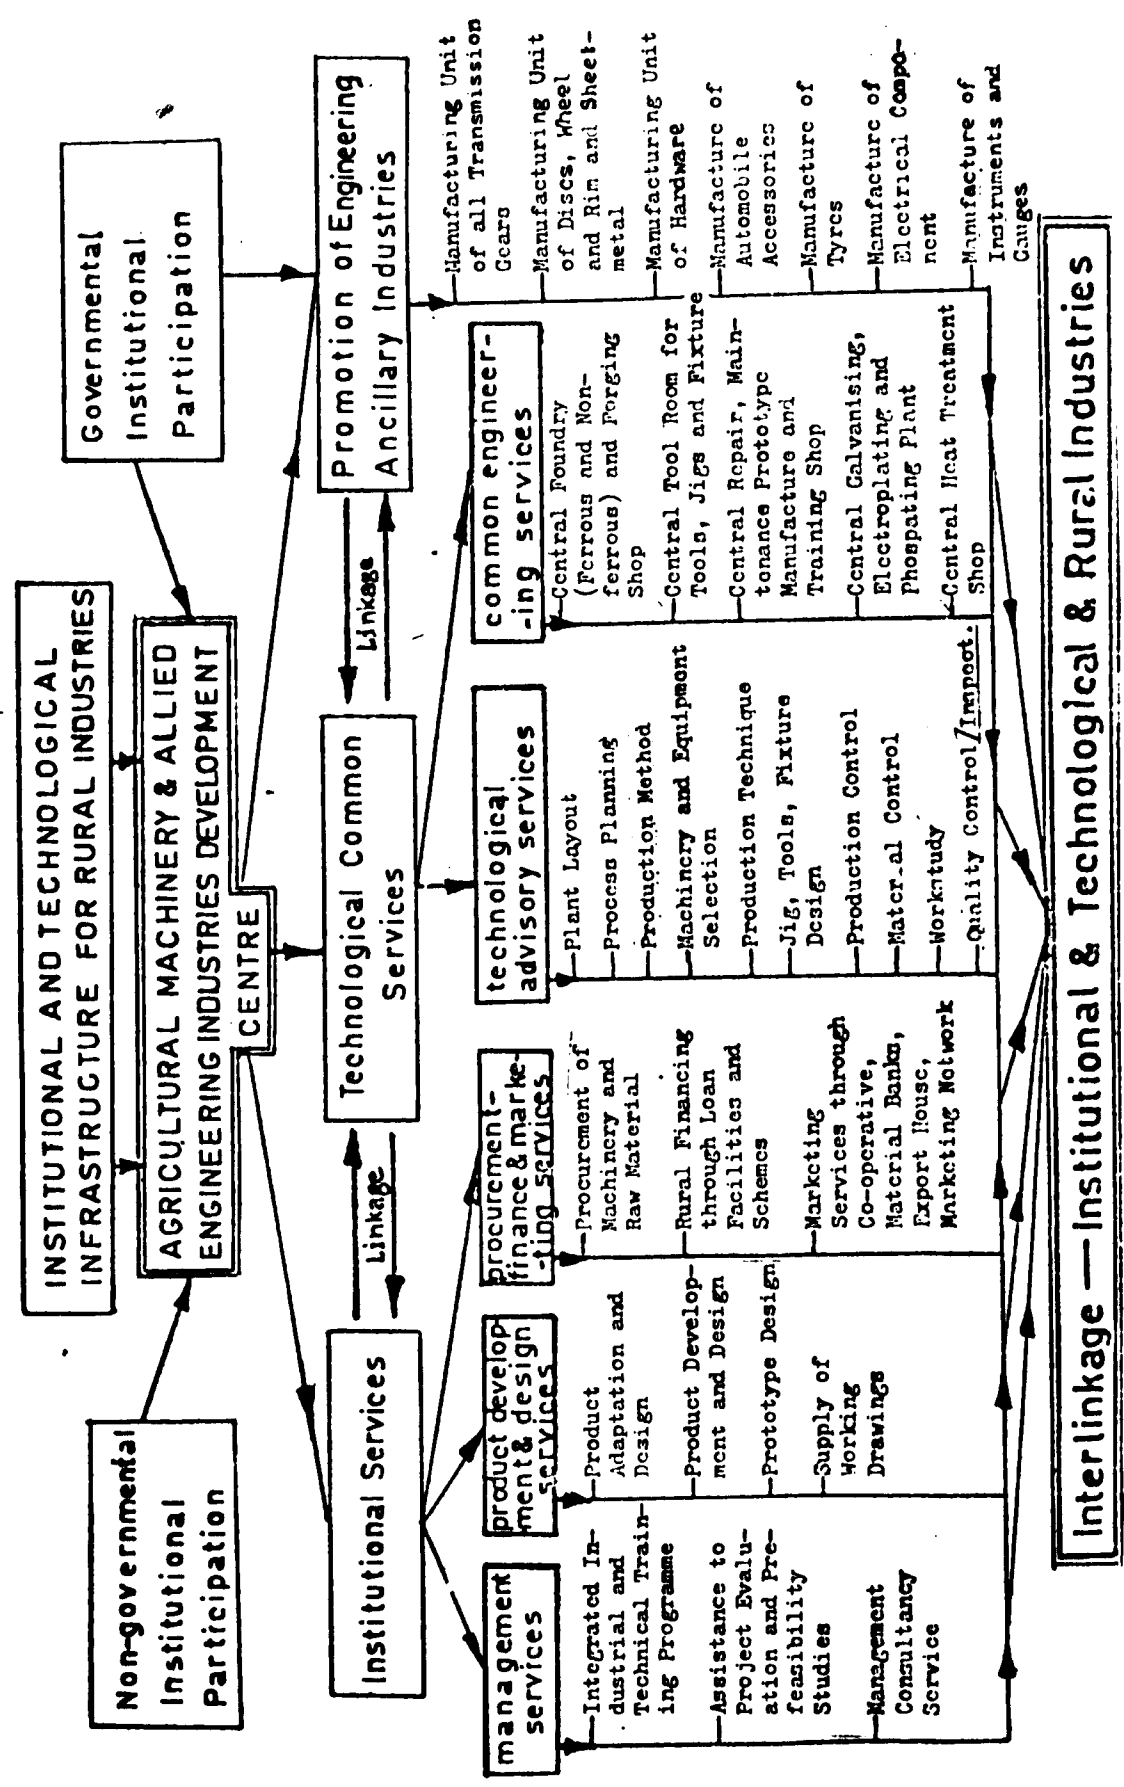 INSTITUTIONAL AND TECHNOLOGICAL
INFRASTRUCTURE FOR RURAL INDUSTRIES
Non-governmental
Institutional
Participation
AGRICULTURAL MACHINERY & ALLIED
ENGINEERING INDUSTRIES DEVELOPMENT
CENTRE
Governmental
Institutional
Participation
Institutional Services
Linkage
Technological Common
Services
Linkage
Promotion of Engineering
Ancillary Industries
management
services
Integrated In-
dustrial and
Technical Train-
ing Programme
Assistance to
Project Evalu-
ation and Pre-
feasibility
Studies
Management
Consultancy
Service
product develop
ment & design
services
Product
Adaptation and
Design
Product Develop-
ment and Design
Prototype Design
Supply of
Working
Drawings
procurement-
finance & marke-
-ting services
Procurement of
Machinery and
Raw Material
Rural Financing
through Loan
Facilities and
Schemes
Marketing
Services through
Co-operative,
Material Banks,
Export House,
Marketing Network
technological
advisory services
Plant Layout
Process Planning
Production Method
Machinery and Equipment
Selection
Production Technique
Jig, Tools, Fixture
Design
Production Control
Material Control
Workstudy
Quality Control/Inspect.
common engineer-
-ing services
Central Foundry
(Ferrous and Non-
ferrous) and Forging
Shop
Central Tool Room for
Tools, Jigs and Fixture
Central Repair, Main-
tenance Prototype
Manufacture and
Training Shop
Central Galvanising,
Electroplating and
Phospating Plant
Central Heat Treatment
Shop
Manufacturing Unit
of all Transmission
Gears
Manufacturing Unit
of Discs, Wheel
and Rim and Sheet-
metal
Manufacturing Unit
of Hardware
Manufacture of
Automobile
Accessories
Manufacture of
Tyres
Manufacture of
Electrical Compo-
nent
Manufacture of
Instruments and
Gauges
Interlinkage — Institutional & Technological & Rural Industries